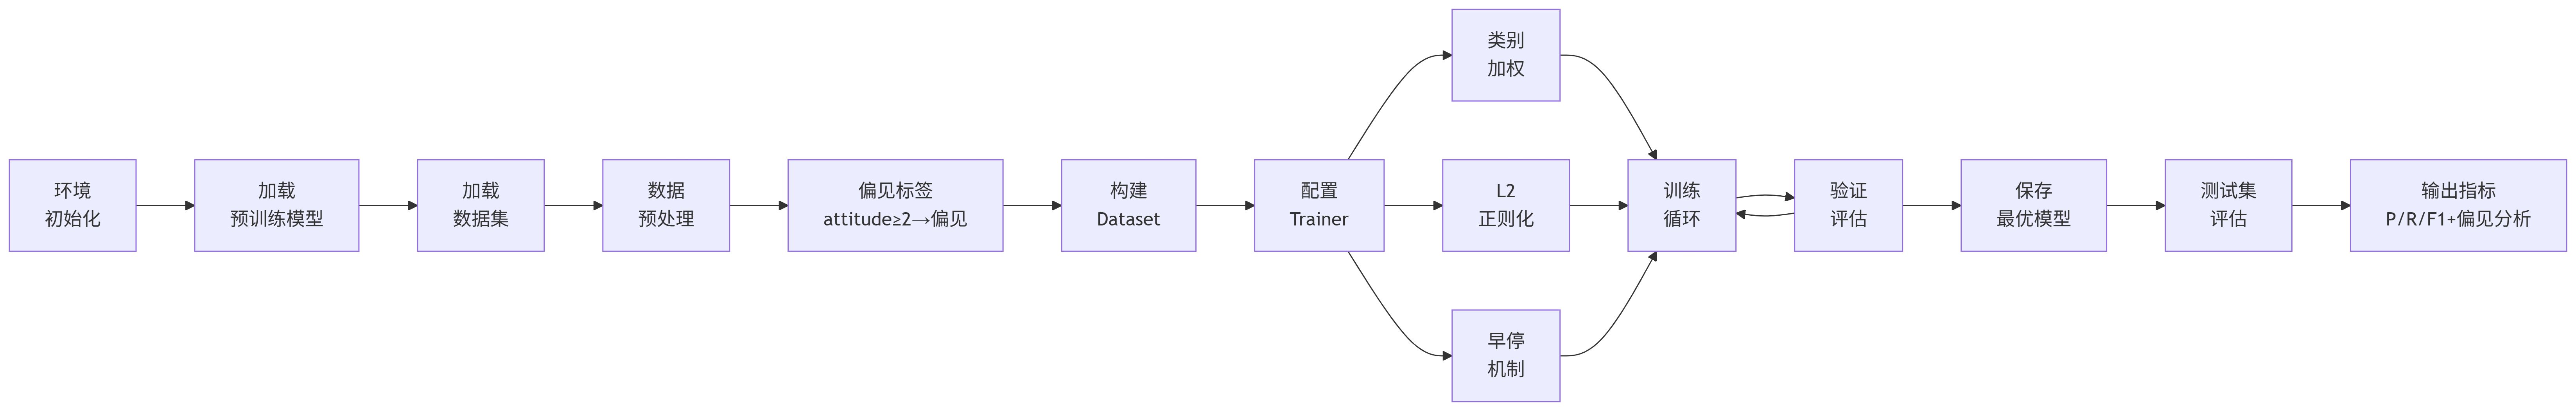 环境
初始化
加载
预训练模型
加载
数据集
数据
预处理
偏见标签
attitude≥2→偏见
构建
Dataset
配置
Trainer
类别
加权
L2
正则化
早停
机制
训练
循环
验证
评估
保存
最优模型
测试集
评估
输出指标
P/R/F1+偏见分析